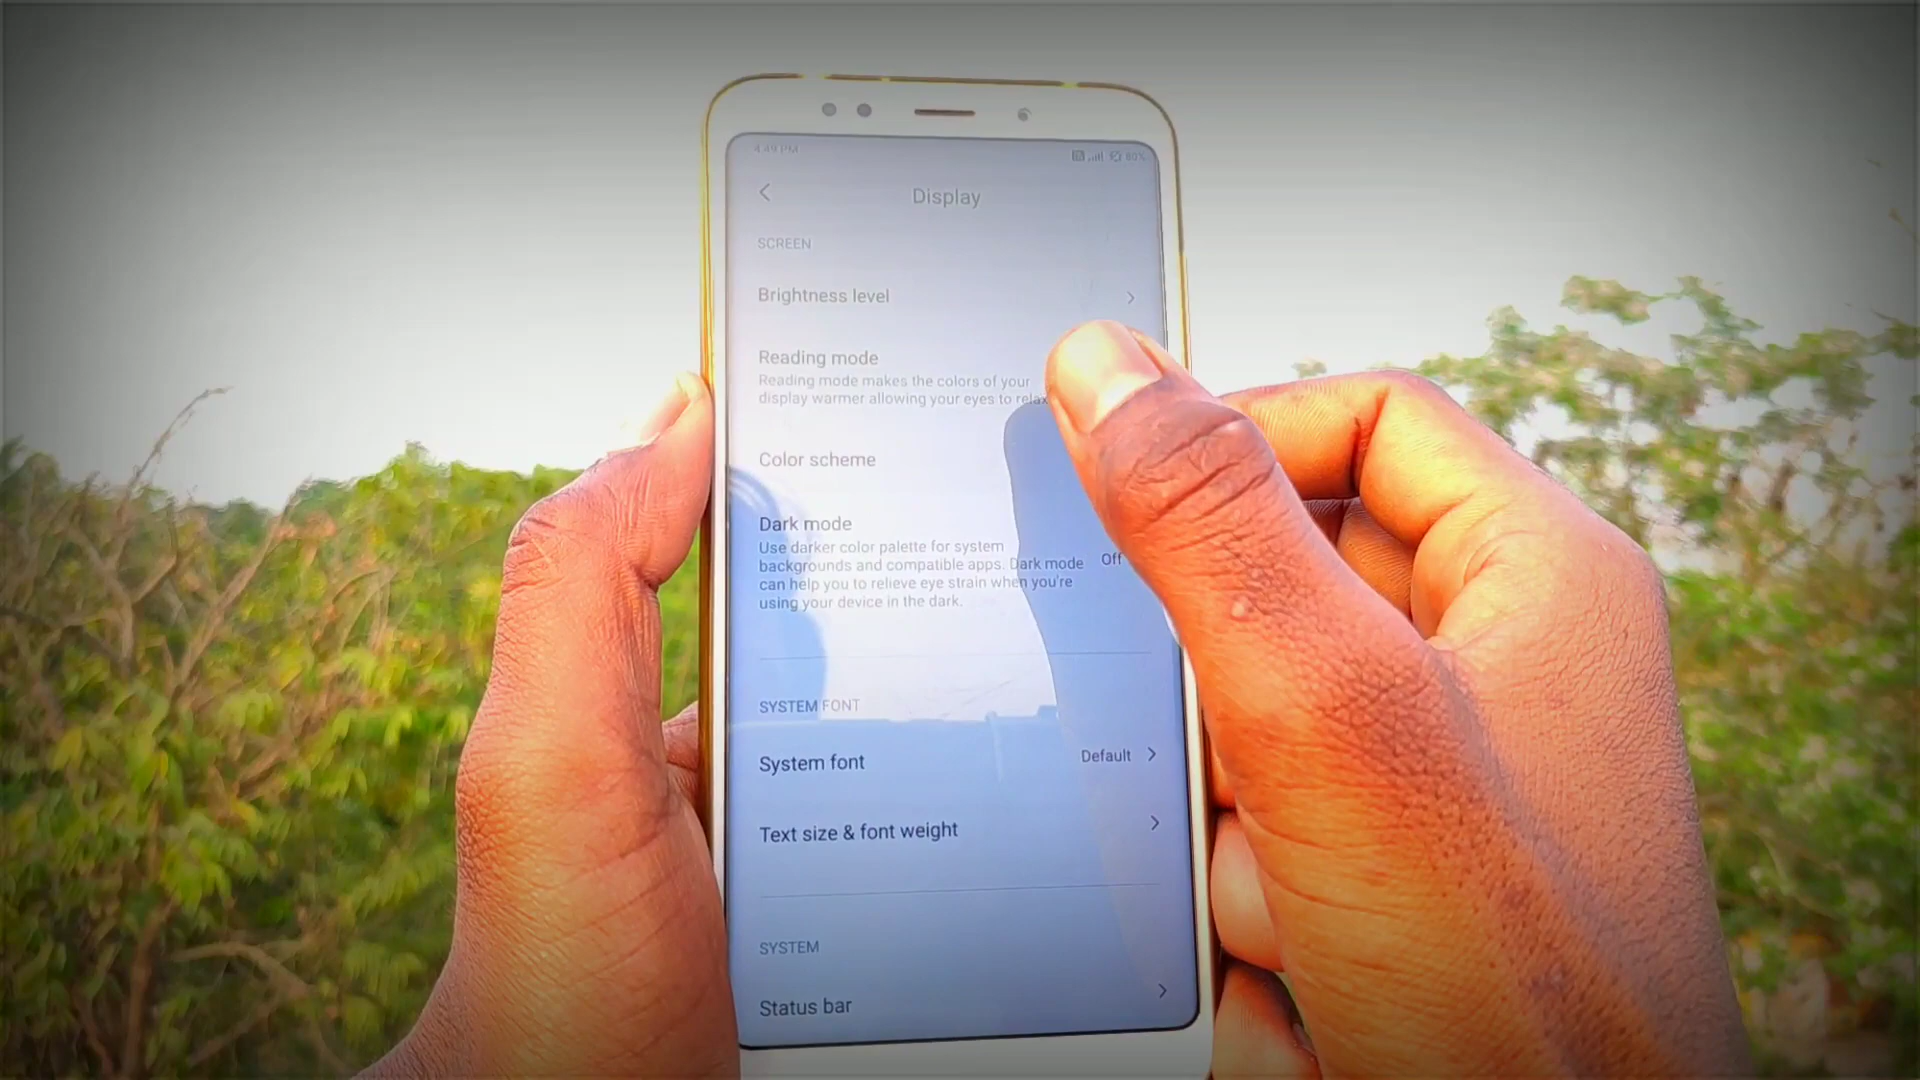 4:49 PM
80%
Display
SCREEN
Brightness level
Reading mode
Reading mode makes the colors of your
display warmer allowing your eyes to relax
Color scheme
Dark mode
Use darker color palette for system
backgrounds and compatible apps. Dark mode
can help you to relieve eye strain when you're
using your device in the dark.
Off
SYSTEM FONT
System font
Default
Text size & font weight
SYSTEM
Status bar